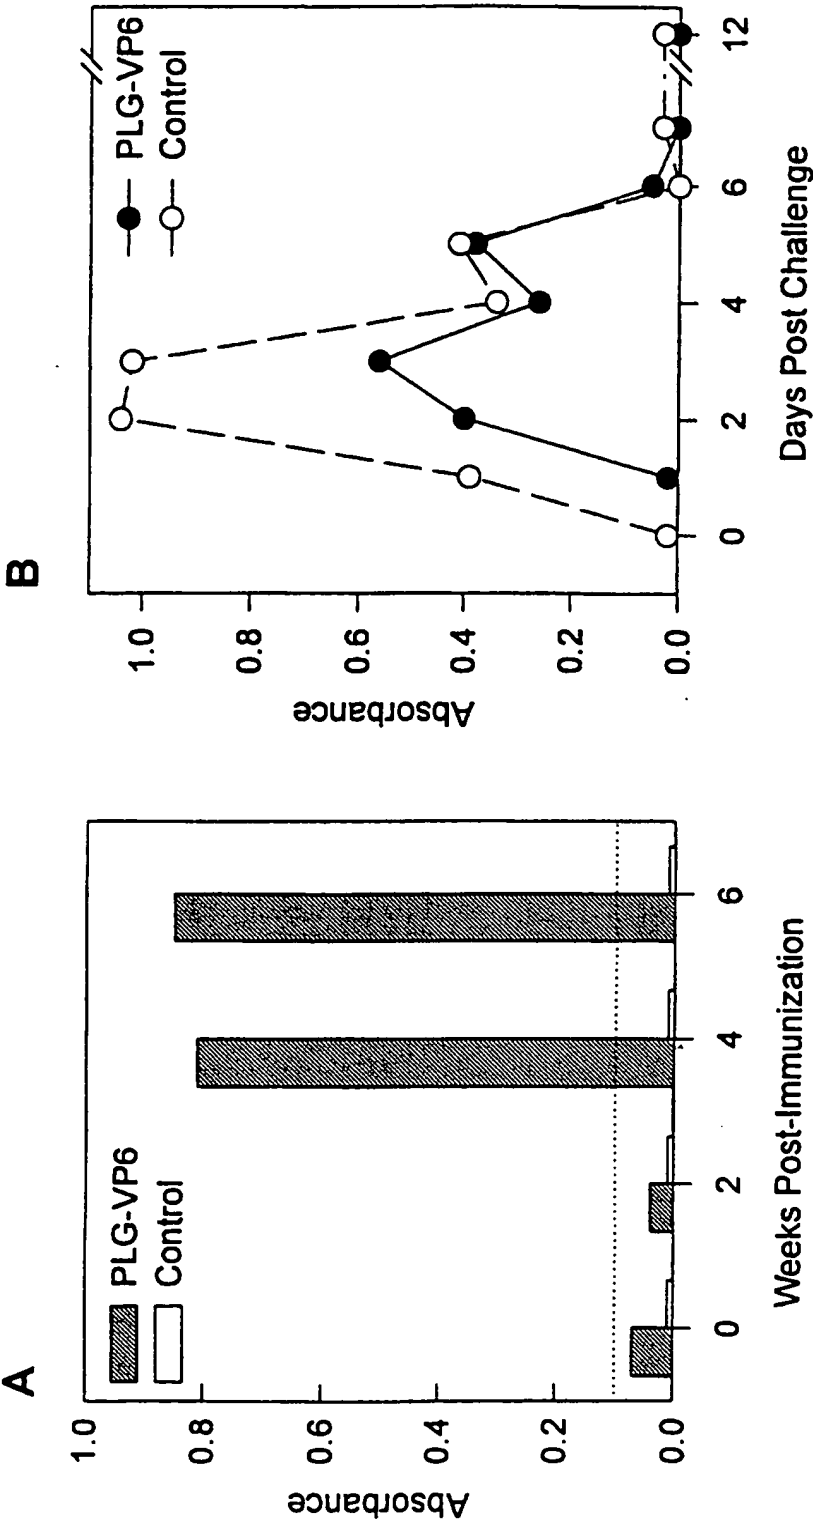 A
PLG-VP6
Control
1.0
0.8
0.6
0.4
0.2
0.0
Absorbance
0 2 4 6
Weeks Post-Immunization
B
PLG-VP6
Control
1.0
0.8
0.6
0.4
0.2
0.0
Absorbance
0 2 4 6 12
Days Post Challenge